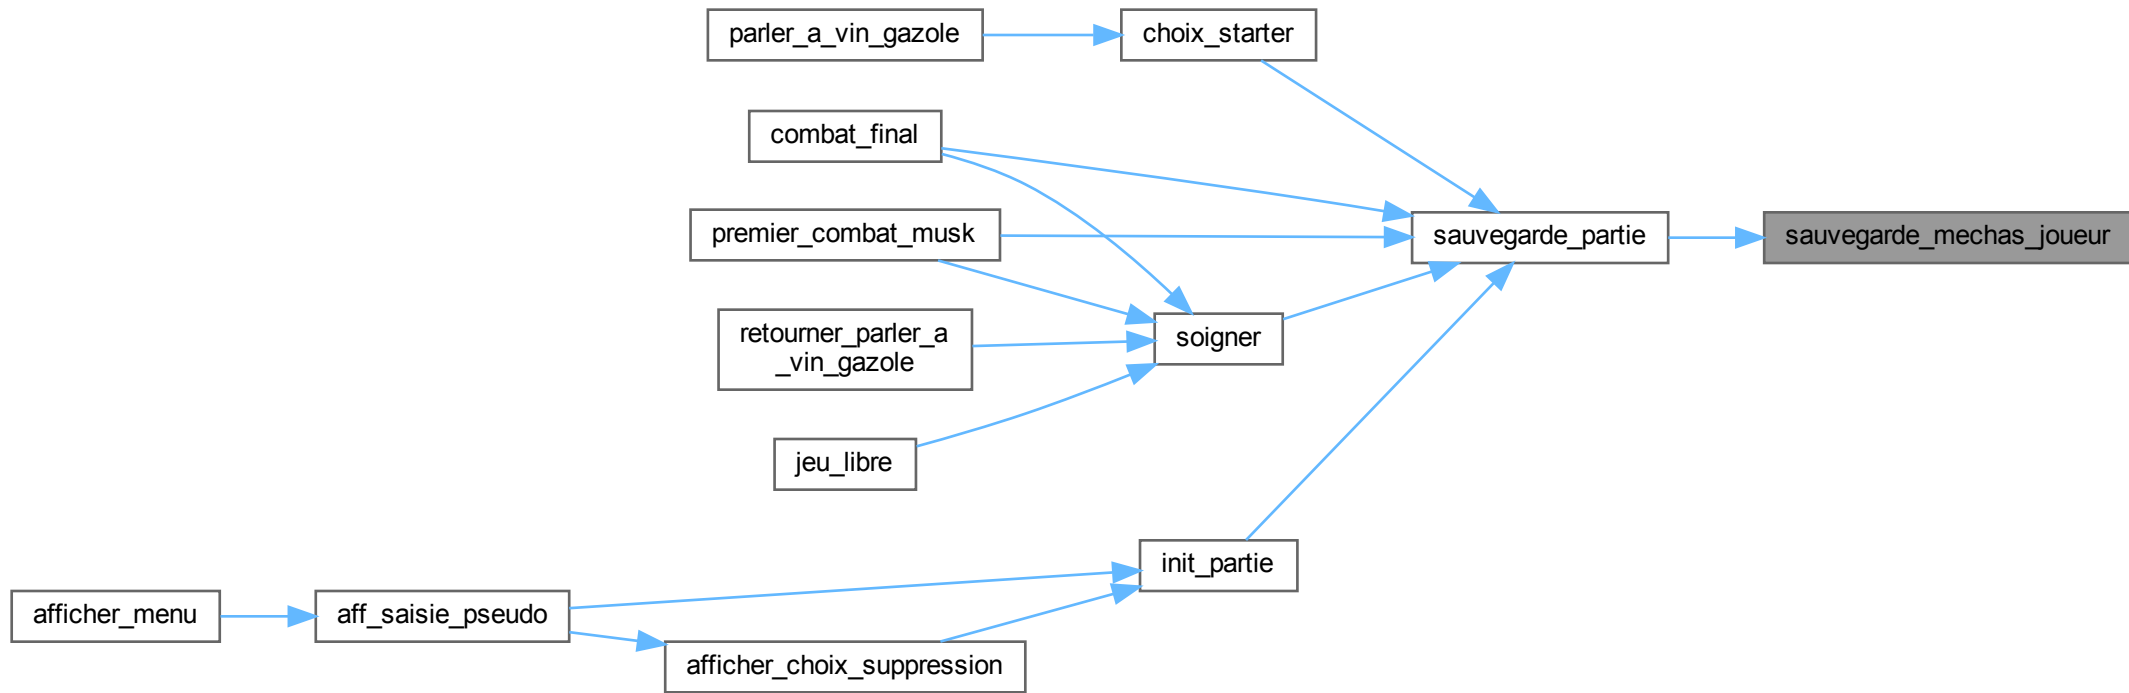 parler_a_vin_gazole
choix_starter
combat_final
premier_combat_musk
sauvegarde_partie
sauvegarde_mechas_joueur
retourner_parler_a
_vin_gazole
soigner
jeu_libre
init_partie
afficher_menu
aff_saisie_pseudo
afficher_choix_suppression